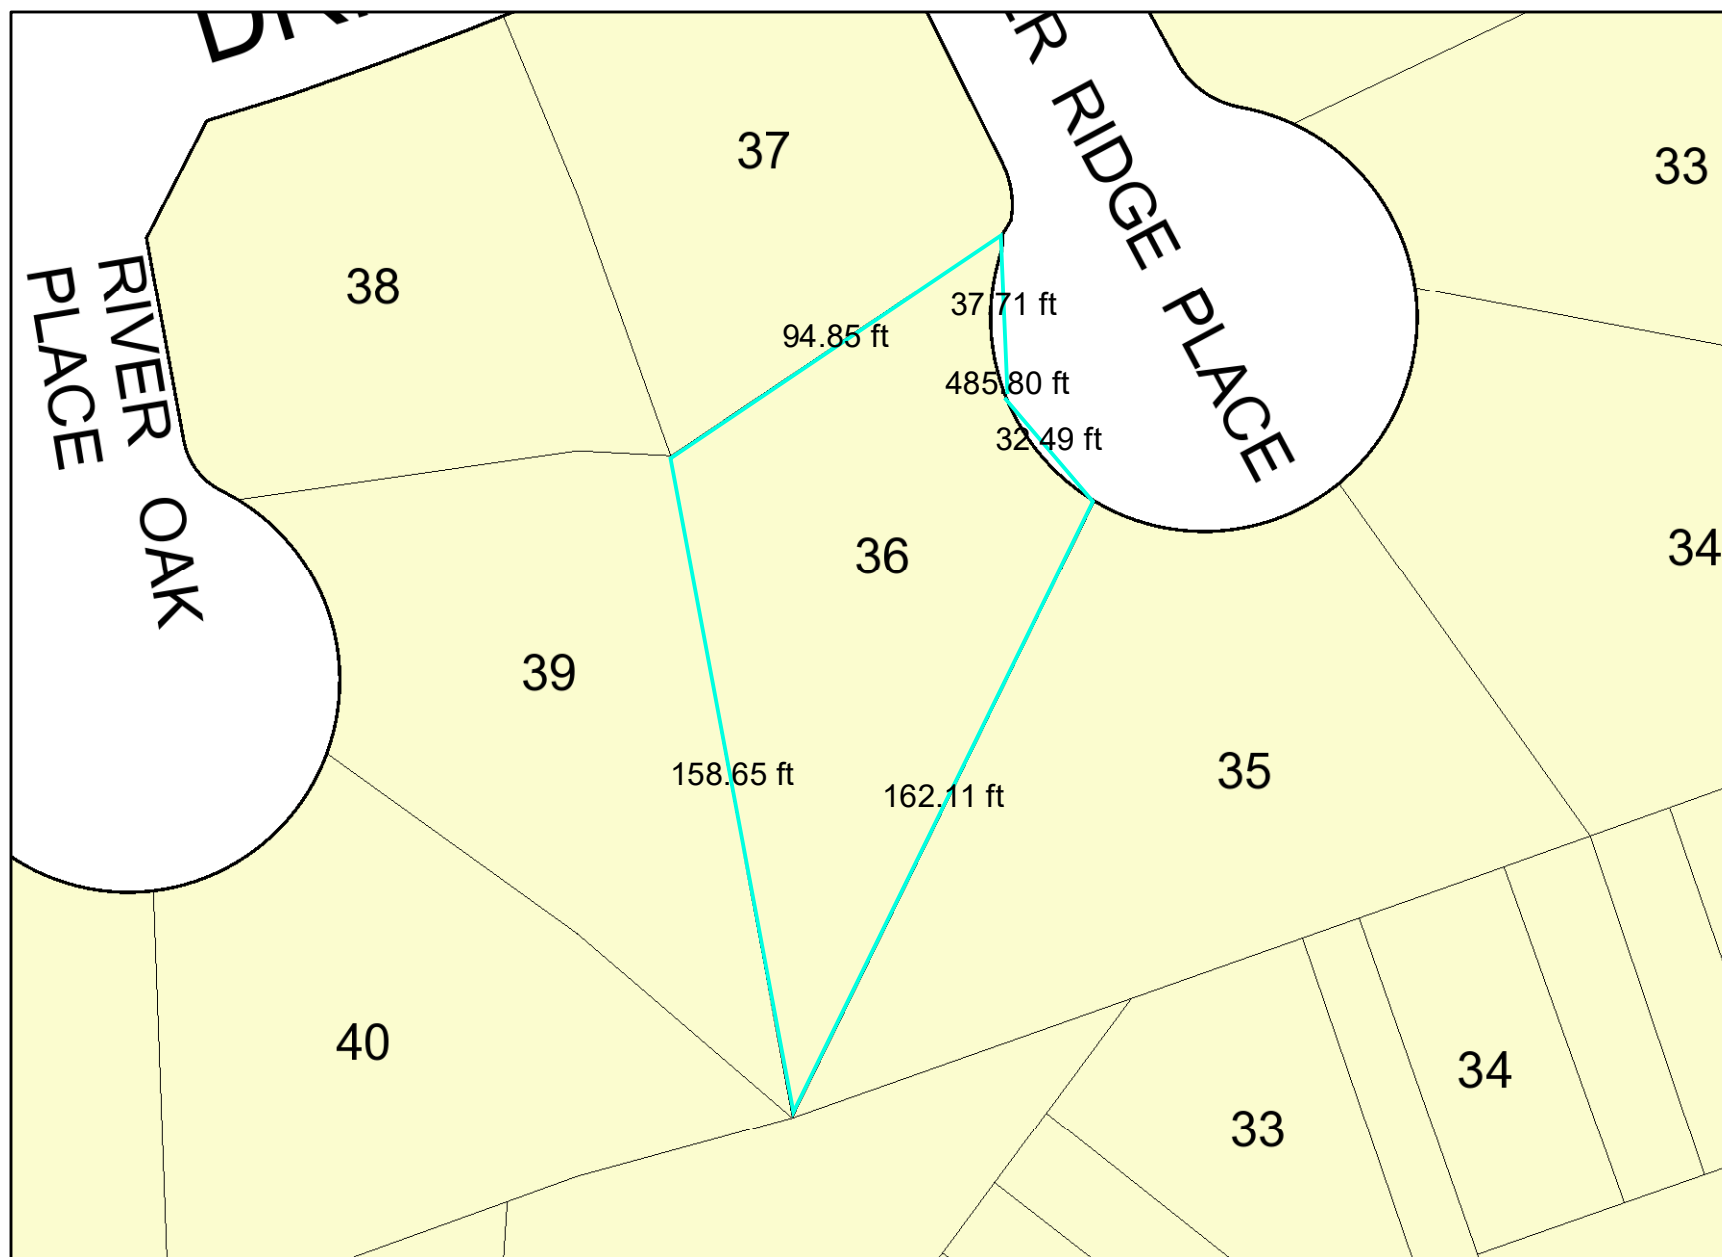 37
33
RIDGE PLACE
38
RIVER OAK
PLACE
37.71 ft
94.85 ft
485.80 ft
32.49 ft
36
34
39
35
158.65 ft
162.11 ft
40
34
33